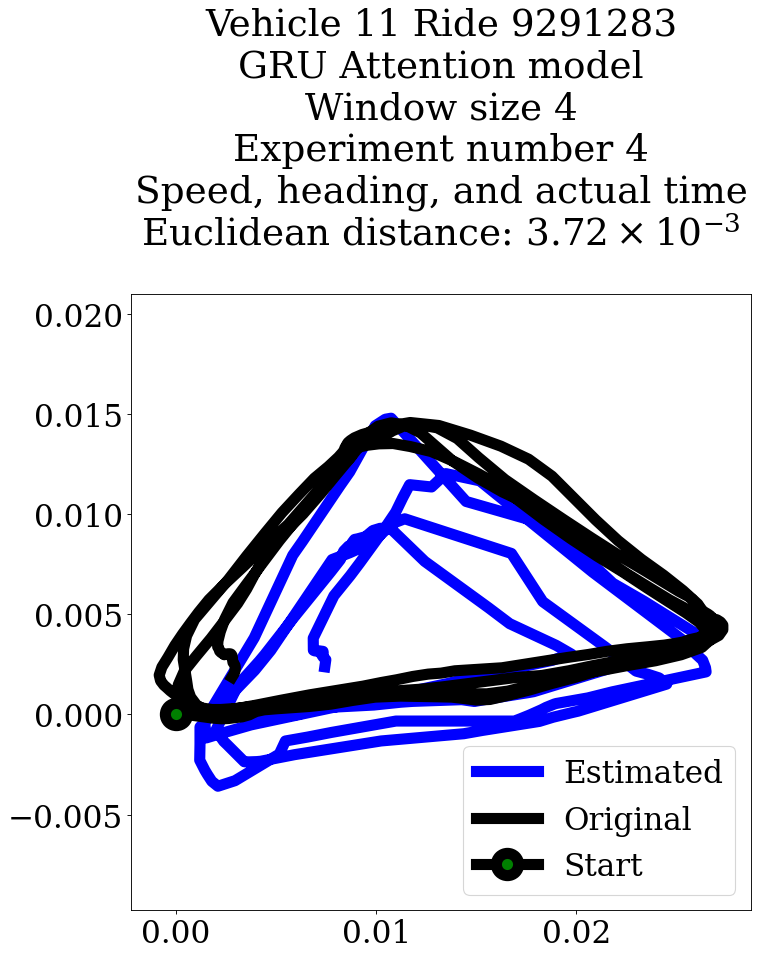 Vehicle 11 Ride 9291283
GRU Attention model
Window size 4
Experiment number 4
Speed, heading, and actual time
Euclidean distance: 3.72 × 10⁻³
0.020
0.015
0.010
0.005
0.000
−0.005
Estimated
Original
Start
0.00 0.01 0.02